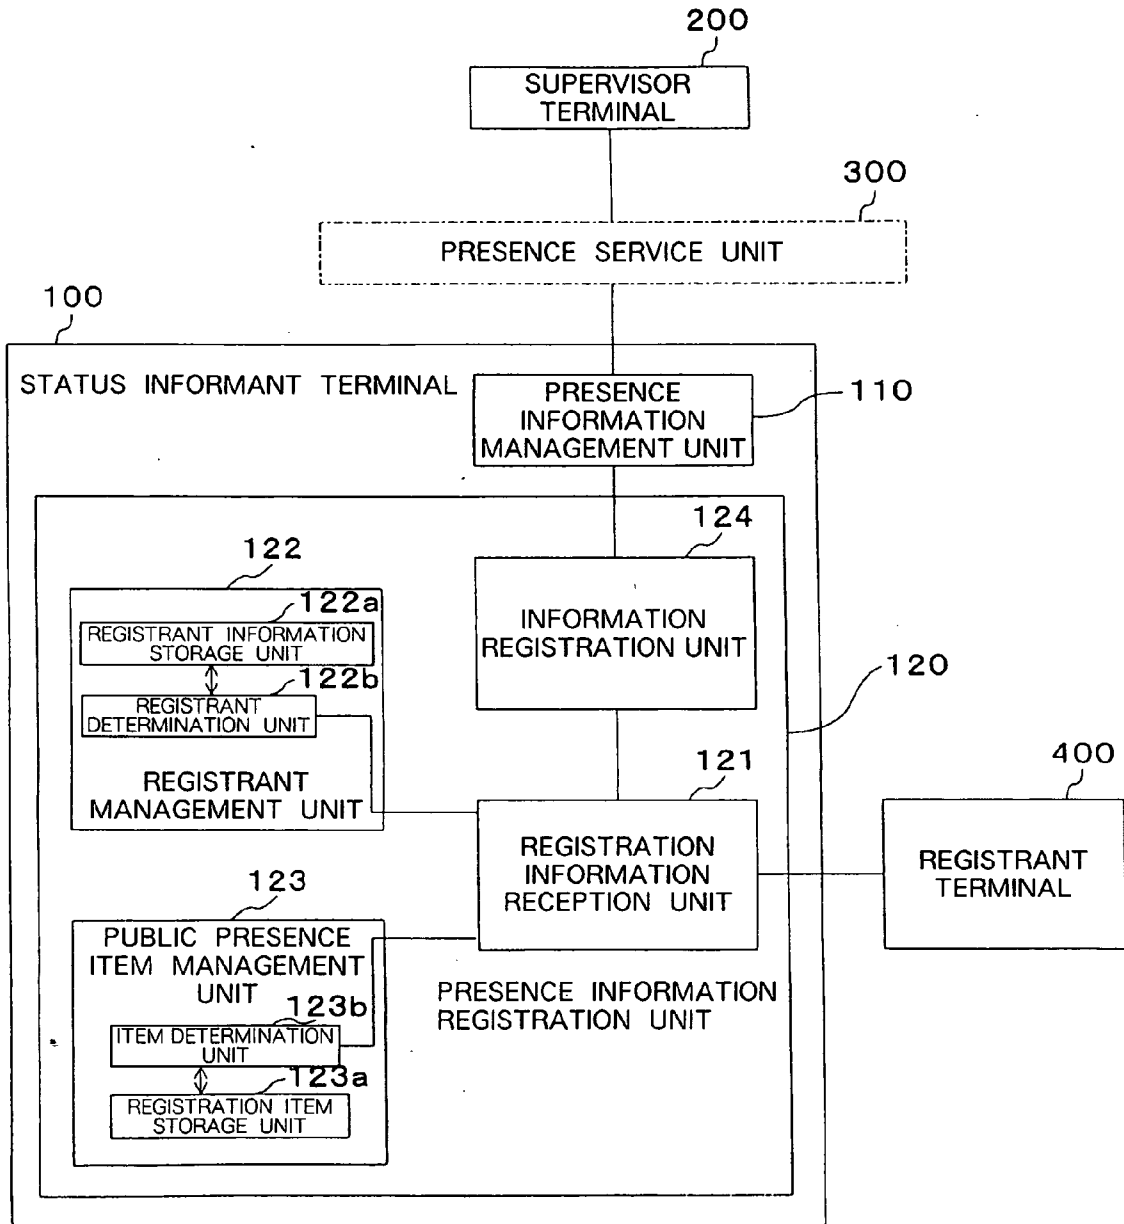 200
SUPERVISOR
TERMINAL
300
PRESENCE SERVICE UNIT
100
STATUS INFORMANT TERMINAL
PRESENCE
INFORMATION
MANAGEMENT UNIT
110
124
INFORMATION
REGISTRATION UNIT
122
122a
REGISTRANT INFORMATION
STORAGE UNIT
122b
REGISTRANT
DETERMINATION UNIT
REGISTRANT
MANAGEMENT UNIT
120
121
REGISTRATION
INFORMATION
RECEPTION UNIT
400
REGISTRANT
TERMINAL
123
PUBLIC PRESENCE
ITEM MANAGEMENT
UNIT
123b
ITEM DETERMINATION
UNIT
123a
REGISTRATION ITEM
STORAGE UNIT
PRESENCE INFORMATION
REGISTRATION UNIT